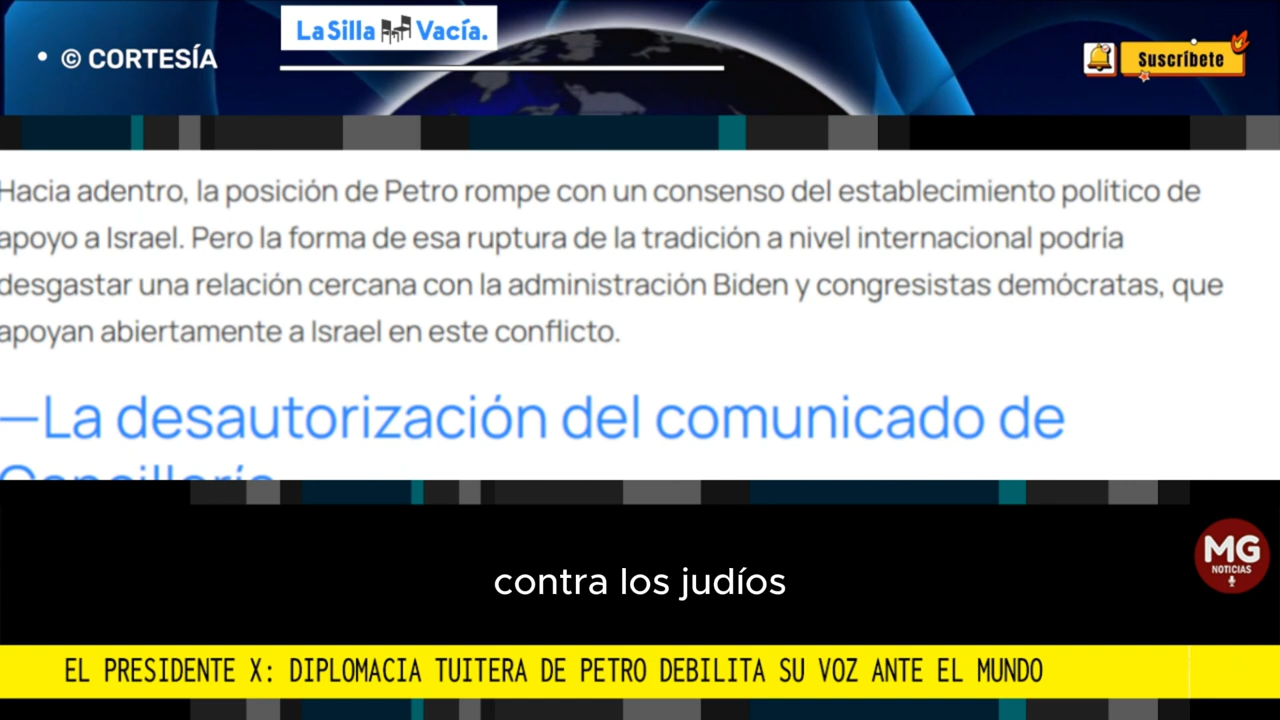 © CORTESÍA
La Silla Vacía.
Suscríbete
Hacia adentro, la posición de Petro rompe con un consenso del establecimiento político de
apoyo a Israel. Pero la forma de esa ruptura de la tradición a nivel internacional podría
desgastar una relación cercana con la administración Biden y congresistas demócratas, que
apoyan abiertamente a Israel en este conflicto.
—La desautorización del comunicado de
Cancillería
MG
NOTICIAS
contra los judíos
EL PRESIDENTE X: DIPLOMACIA TUITERA DE PETRO DEBILITA SU VOZ ANTE EL MUNDO